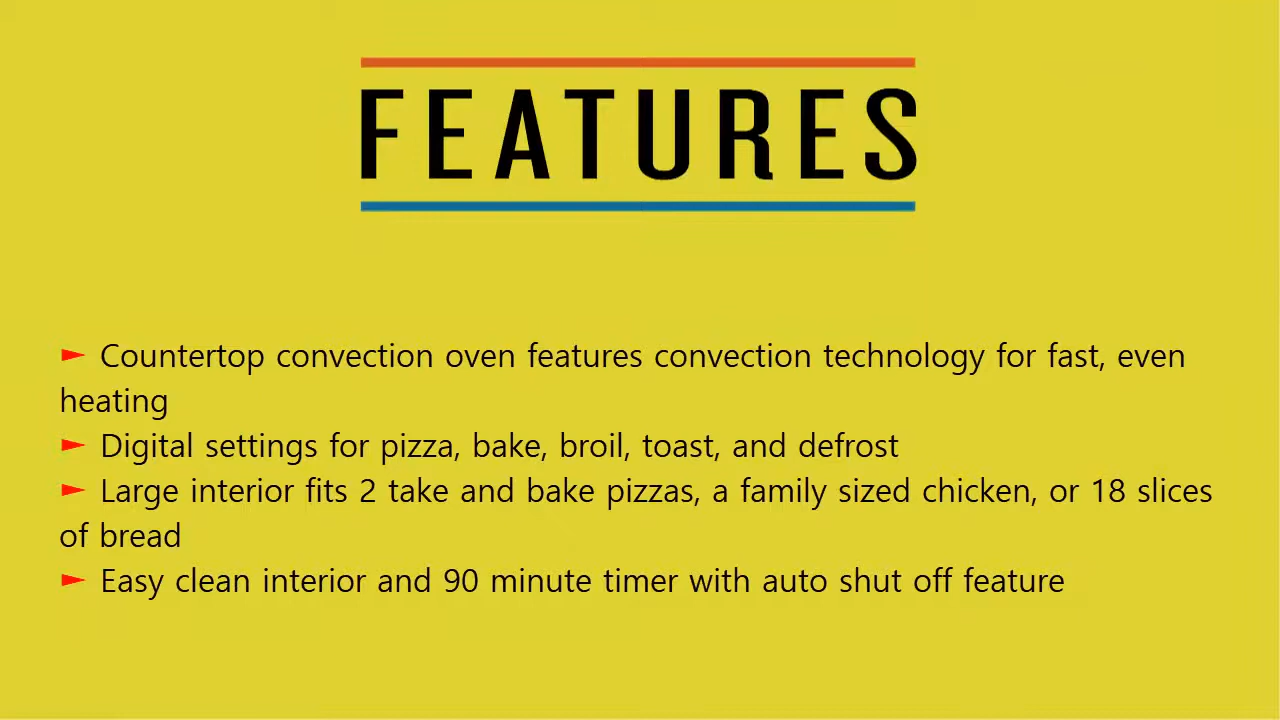 FEATURES
► Countertop convection oven features convection technology for fast, even
heating
► Digital settings for pizza, bake, broil, toast, and defrost
► Large interior fits 2 take and bake pizzas, a family sized chicken, or 18 slices
of bread
► Easy clean interior and 90 minute timer with auto shut off feature